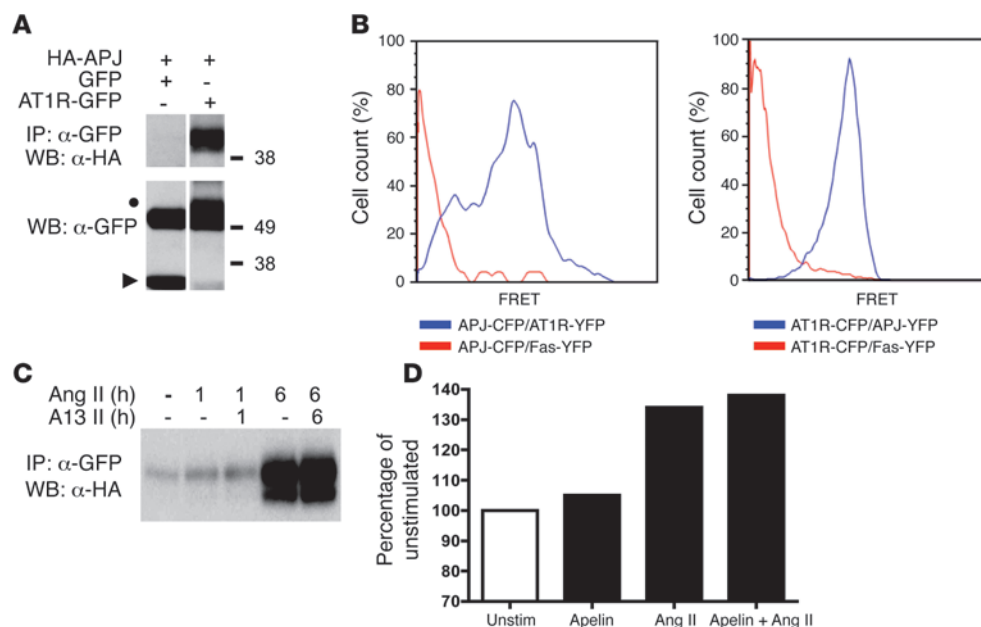 A
HA-APJ + +
GFP + -
AT1R-GFP - +
IP: α-GFP
WB: α-HA
38
WB: α-GFP
49
38
B
Cell count (%)
100
80
60
40
20
0
FRET
APJ-CFP/AT1R-YFP
APJ-CFP/Fas-YFP
Cell count (%)
100
80
60
40
20
0
FRET
AT1R-CFP/APJ-YFP
AT1R-CFP/Fas-YFP
C
Ang II (h) - 1 1 6 6
A13 II (h) - - 1 - 6
IP: α-GFP
WB: α-HA
D
Percentage of
unstimulated
140
130
120
110
100
90
80
70
Unstim Apelin Ang II Apelin + Ang II